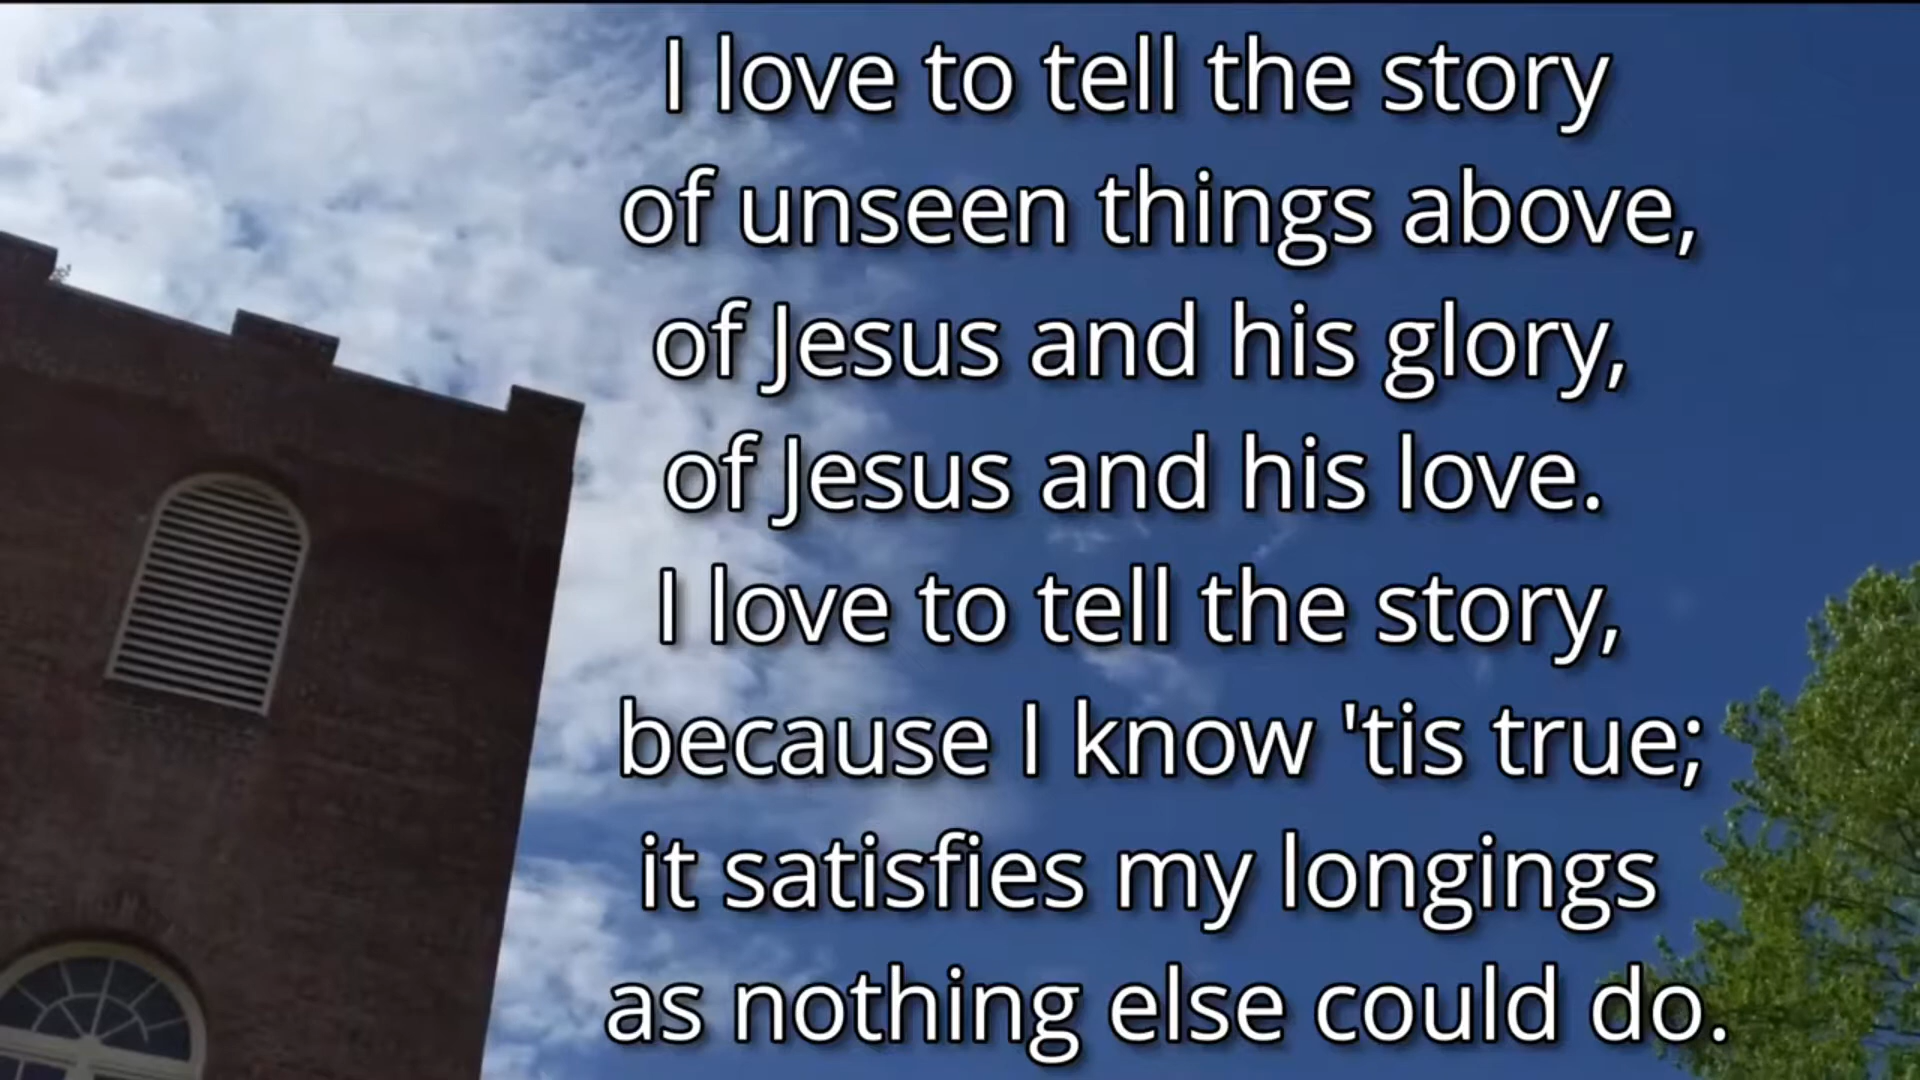 I love to tell the story
of unseen things above,
of Jesus and his glory,
of Jesus and his love.
I love to tell the story,
because I know 'tis true;
it satisfies my longings
as nothing else could do.